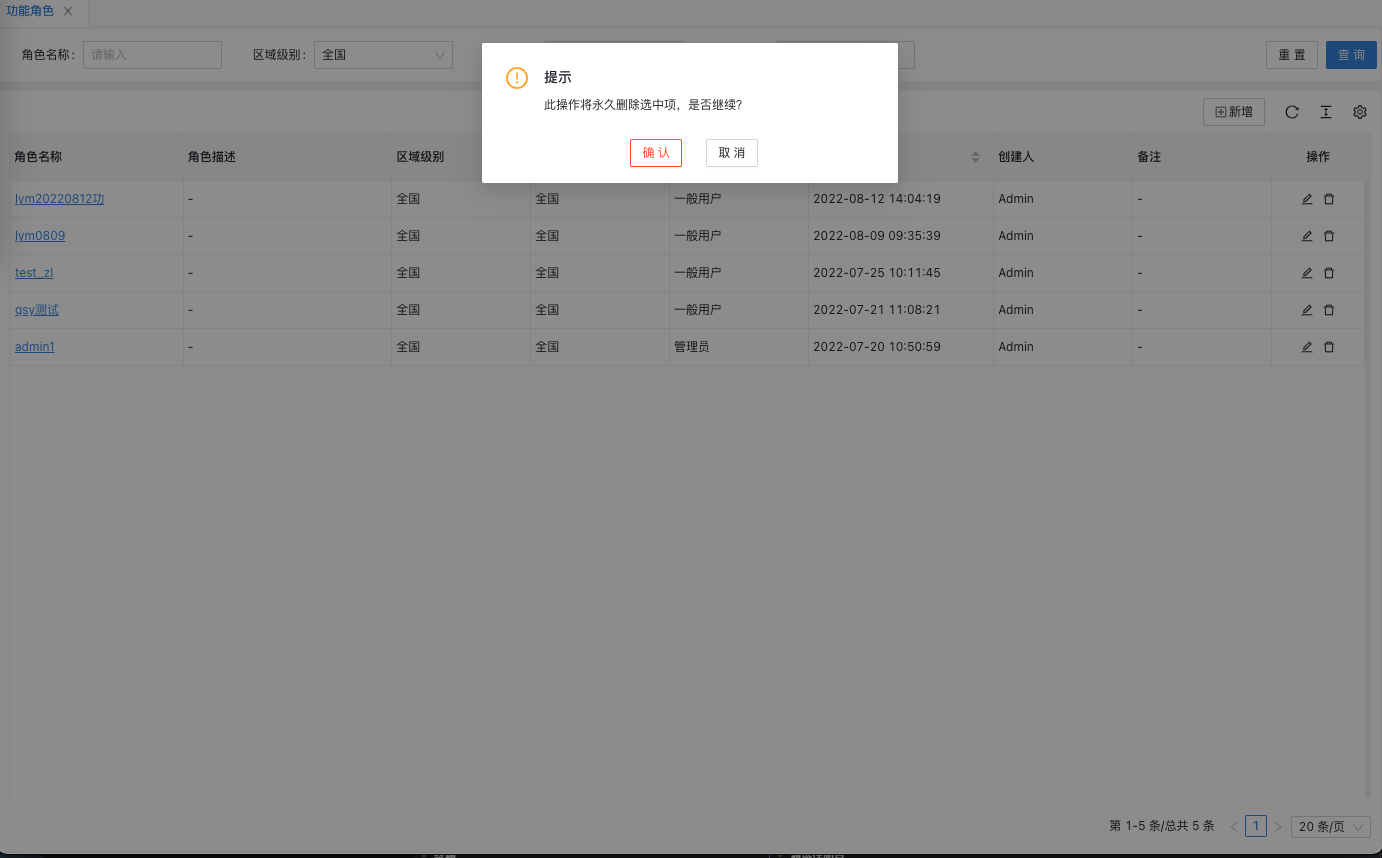 功能角色
角色名称: 请输入 区域级别: 全国 重 置 查 询
提示
此操作将永久删除选中项，是否继续?
确 认 取 消
新增
角色名称 角色描述 区域级别 创建人 备注 操作
lym20220812功 - 全国 全国 一般用户 2022-08-12 14:04:19 Admin -
lym0809 - 全国 全国 一般用户 2022-08-09 09:35:39 Admin -
test_zl - 全国 全国 一般用户 2022-07-25 10:11:45 Admin -
qsy测试 - 全国 全国 一般用户 2022-07-21 11:08:21 Admin -
admin1 - 全国 全国 管理员 2022-07-20 10:50:59 Admin -
第 1-5 条/总共 5 条 1 20 条/页